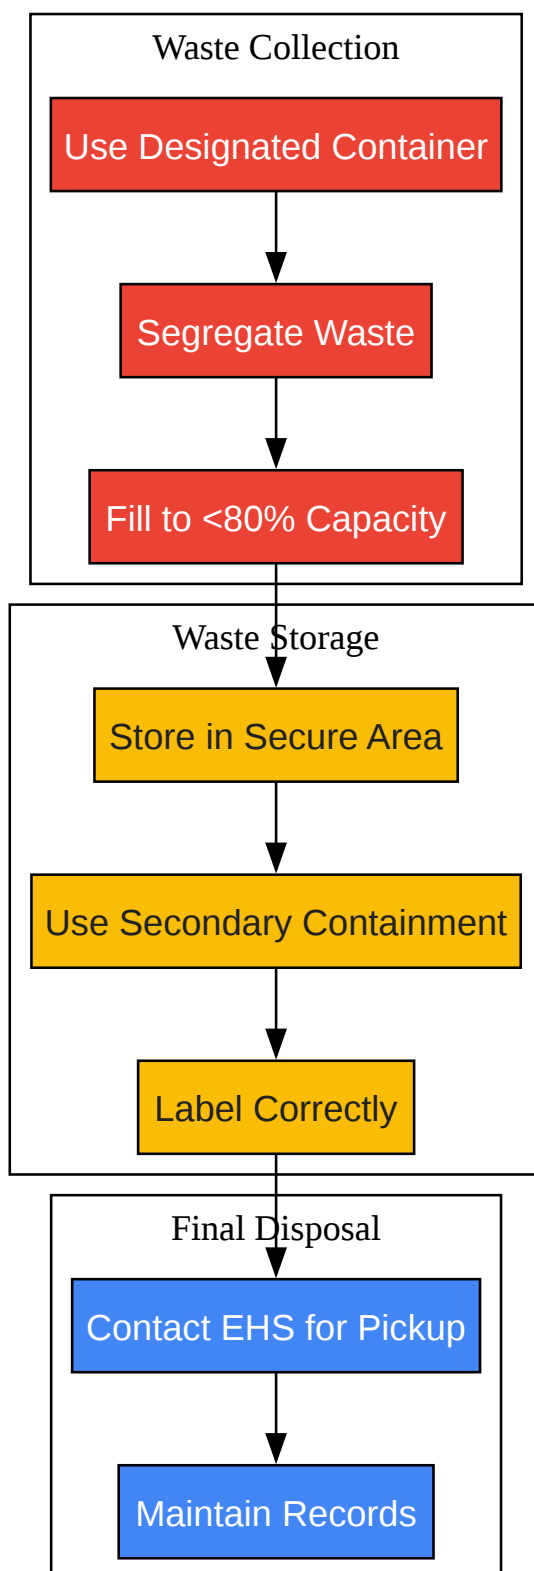 Waste Collection
Use Designated Container
Segregate Waste
Fill to <80% Capacity
Waste Storage
Store in Secure Area
Use Secondary Containment
Label Correctly
Final Disposal
Contact EHS for Pickup
Maintain Records